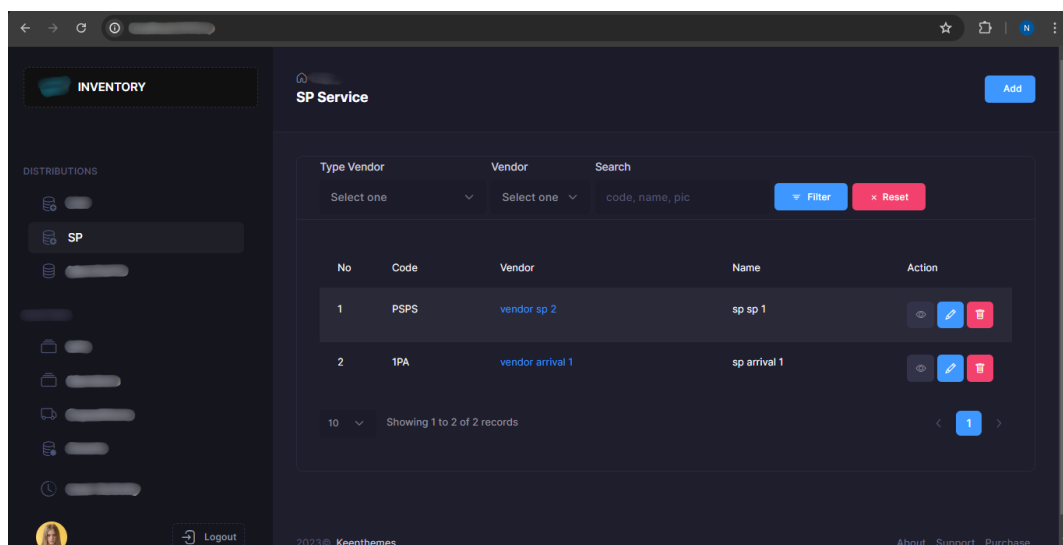 N
INVENTORY
SP Service
Add
DISTRIBUTIONS
SP
Type Vendor Vendor Search
Select one Select one code, name, pic Filter × Reset
No Code Vendor Name Action
1 PSPS vendor sp 2 sp sp 1
2 1PA vendor arrival 1 sp arrival 1
10 Showing 1 to 2 of 2 records 1
Logout
2023© Keenthemes About Support Purchase